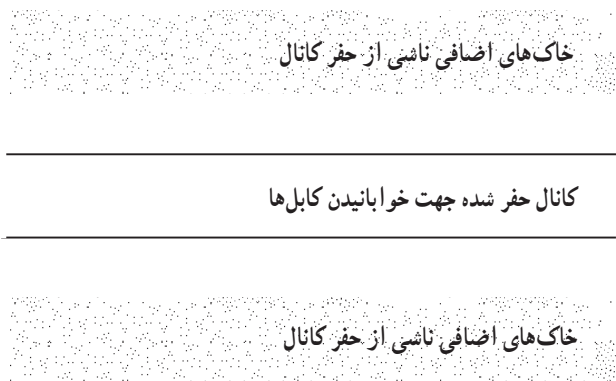 خاک‌های اضافی ناشی از حفر کانال
کانال حفر شده جهت خوابانیدن کابل‌ها
خاک‌های اضافی ناشی از حفر کانال